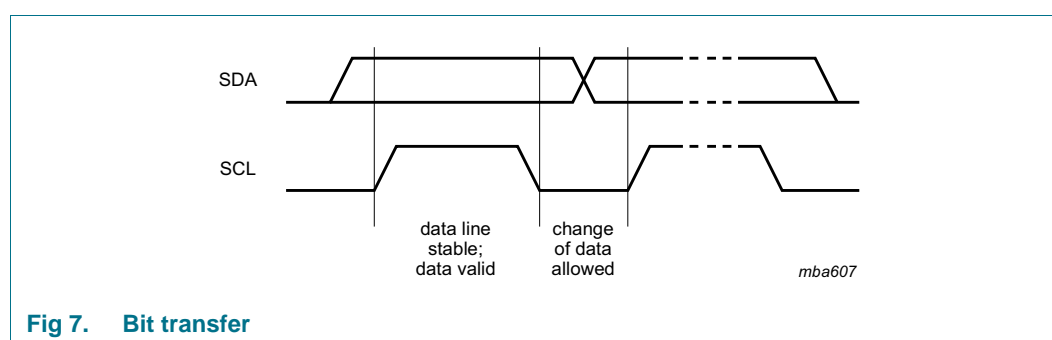 SDA
SCL
data line
stable;
data valid
change
of data
allowed
mba607
Fig 7. Bit transfer